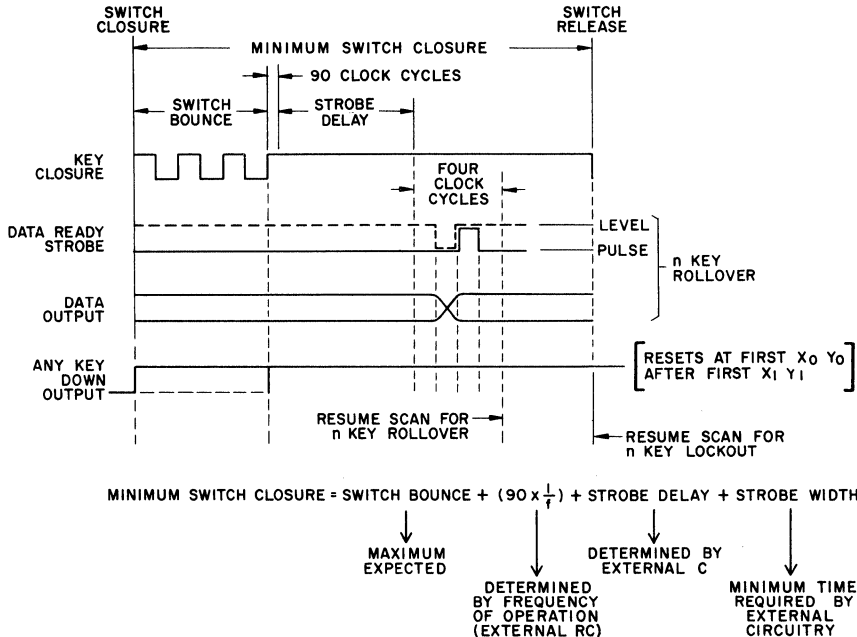 SWITCH
CLOSURE
SWITCH
RELEASE
MINIMUM SWITCH CLOSURE
90 CLOCK CYCLES
SWITCH
BOUNCE
STROBE
DELAY
KEY
CLOSURE
FOUR
CLOCK
CYCLES
DATA READY
STROBE
LEVEL
PULSE
n KEY
ROLLOVER
DATA
OUTPUT
ANY KEY
DOWN
OUTPUT
[RESETS AT FIRST X0 Y0
AFTER FIRST X1 Y1]
RESUME SCAN FOR
n KEY ROLLOVER
RESUME SCAN FOR
n KEY LOCKOUT
MINIMUM SWITCH CLOSURE = SWITCH BOUNCE + (90 x 1/f) + STROBE DELAY + STROBE WIDTH
MAXIMUM
EXPECTED
DETERMINED BY
EXTERNAL C
DETERMINED
BY FREQUENCY
OF OPERATION
(EXTERNAL RC)
MINIMUM TIME
REQUIRED BY
EXTERNAL
CIRCUITRY